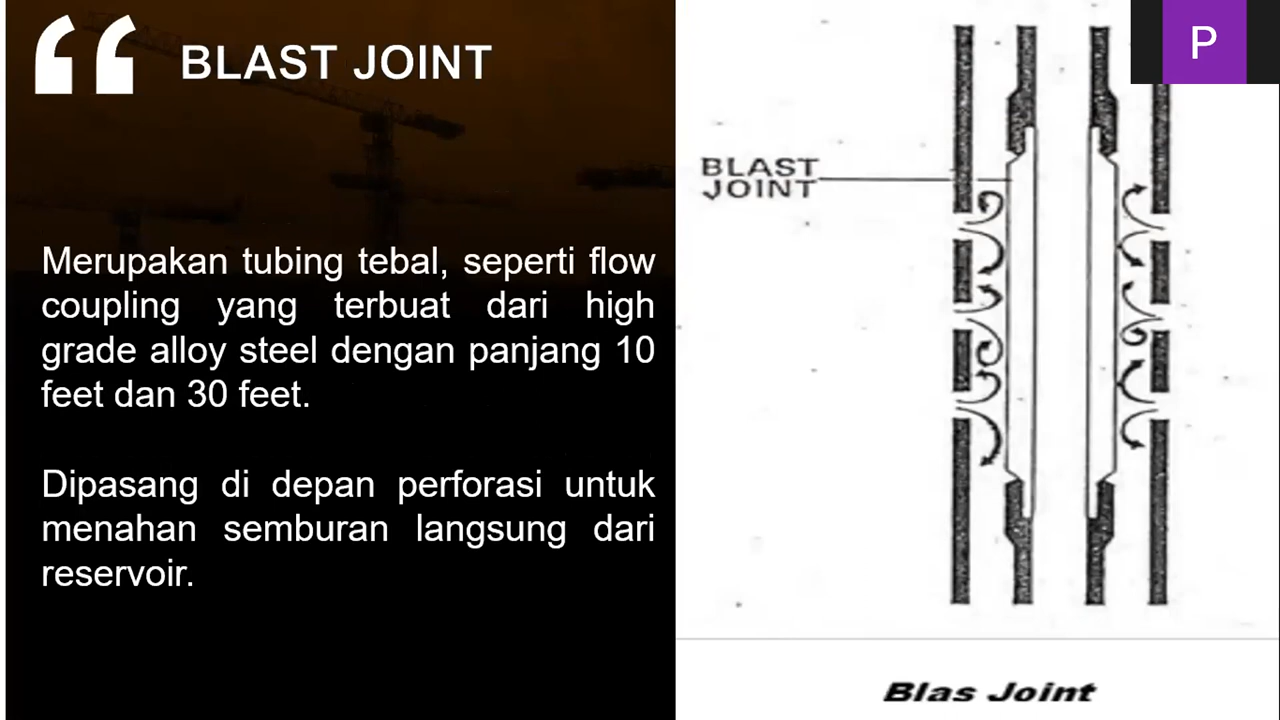 BLAST JOINT
Merupakan tubing tebal, seperti flow
coupling yang terbuat dari high
grade alloy steel dengan panjang 10
feet dan 30 feet.
Dipasang di depan perforasi untuk
menahan semburan langsung dari
reservoir.
P
BLAST
JOINT
Blas Joint